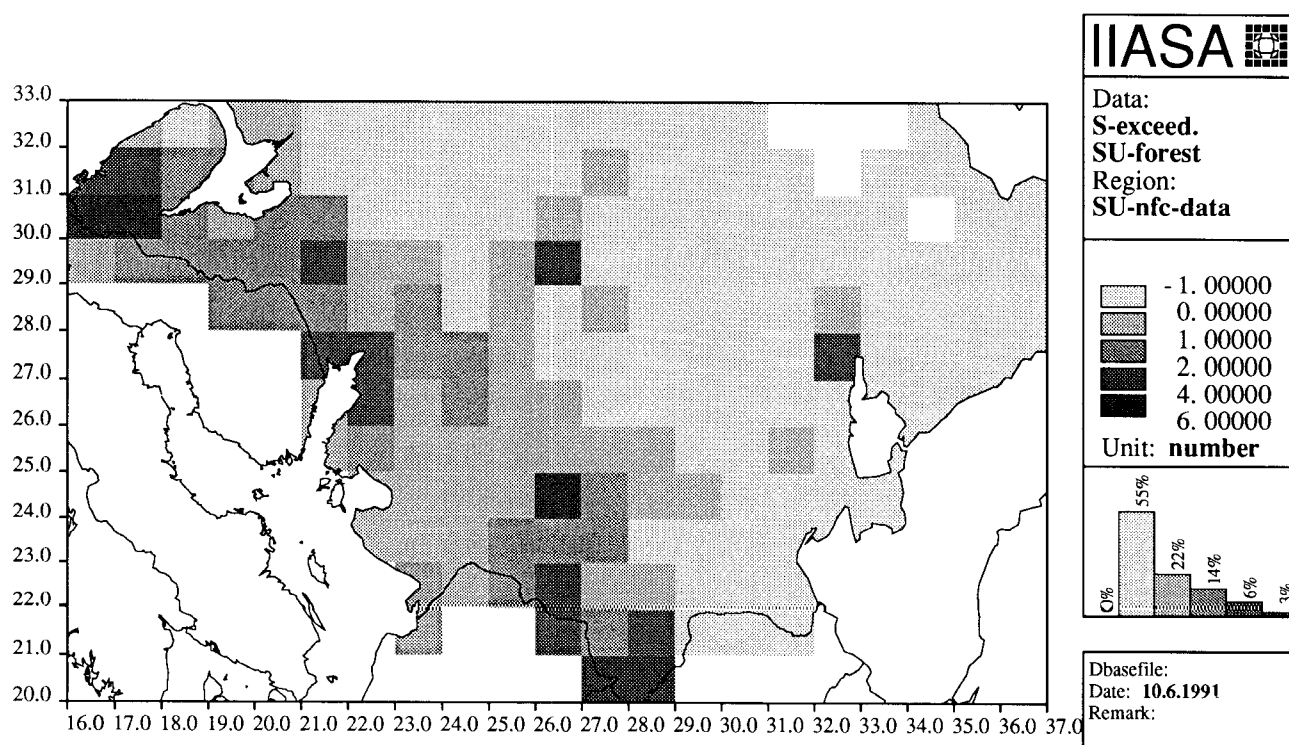 IIASA
Data:
S-exceed.
SU-forest
Region:
SU-nfc-data
- 1. 00000
0. 00000
1. 00000
2. 00000
4. 00000
6. 00000
Unit: number
0%
55%
22%
14%
6%
3%
Dbasefile:
Date: 10.6.1991
Remark:
33.0
32.0
31.0
30.0
29.0
28.0
27.0
26.0
25.0
24.0
23.0
22.0
21.0
20.0
16.0 17.0 18.0 19.0 20.0 21.0 22.0 23.0 24.0 25.0 26.0 27.0 28.0 29.0 30.0 31.0 32.0 33.0 34.0 35.0 36.0 37.0